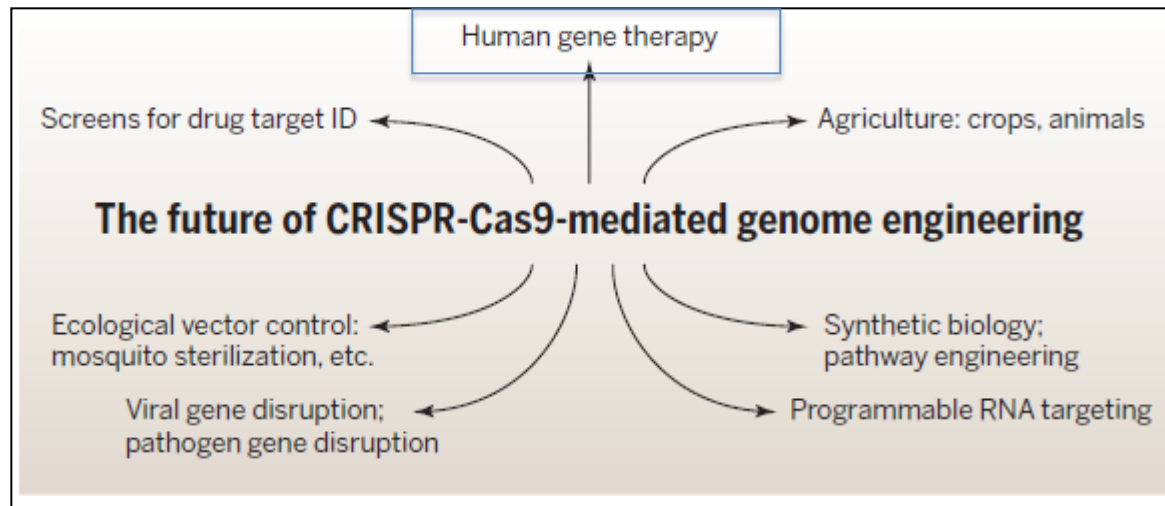 Human gene therapy
Screens for drug target ID
Agriculture: crops, animals
The future of CRISPR-Cas9-mediated genome engineering
Ecological vector control:
mosquito sterilization, etc.
Synthetic biology;
pathway engineering
Viral gene disruption;
pathogen gene disruption
Programmable RNA targeting